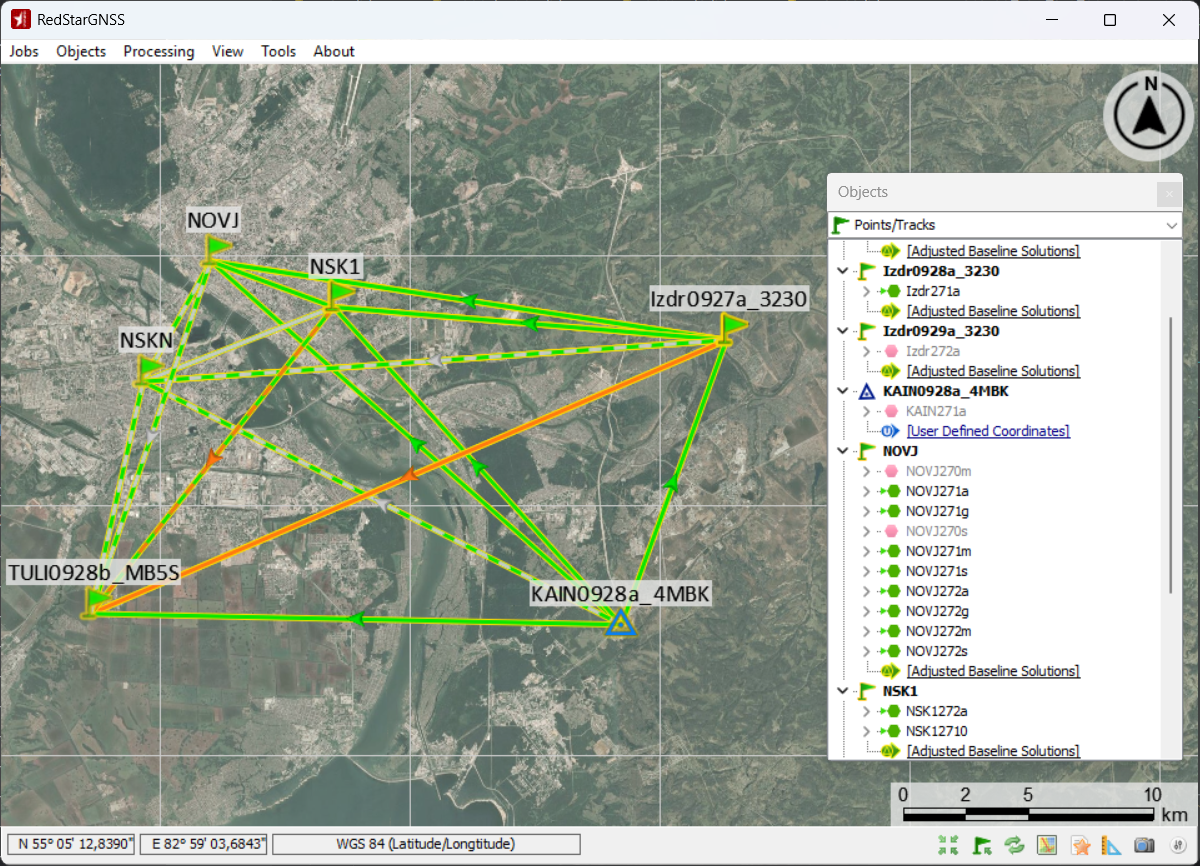 RedStarGNSS
Jobs Objects Processing View Tools About
N
NOVJ
NSK1
Izdr0927a_3230
NSKN
TULI0928b_MB5S
KAIN0928a_4MBK
Objects
Points/Tracks
[Adjusted Baseline Solutions]
Izdr0928a_3230
Izdr271a
[Adjusted Baseline Solutions]
Izdr0929a_3230
Izdr272a
[Adjusted Baseline Solutions]
KAIN0928a_4MBK
KAIN271a
[User Defined Coordinates]
NOVJ
NOVJ270m
NOVJ271a
NOVJ271g
NOVJ270s
NOVJ271m
NOVJ271s
NOVJ272a
NOVJ272g
NOVJ272m
NOVJ272s
[Adjusted Baseline Solutions]
NSK1
NSK1272a
NSK12710
[Adjusted Baseline Solutions]
0 2 5 10
km
N 55° 05' 12,8390" E 82° 59' 03,6843" WGS 84 (Latitude/Longtitude)